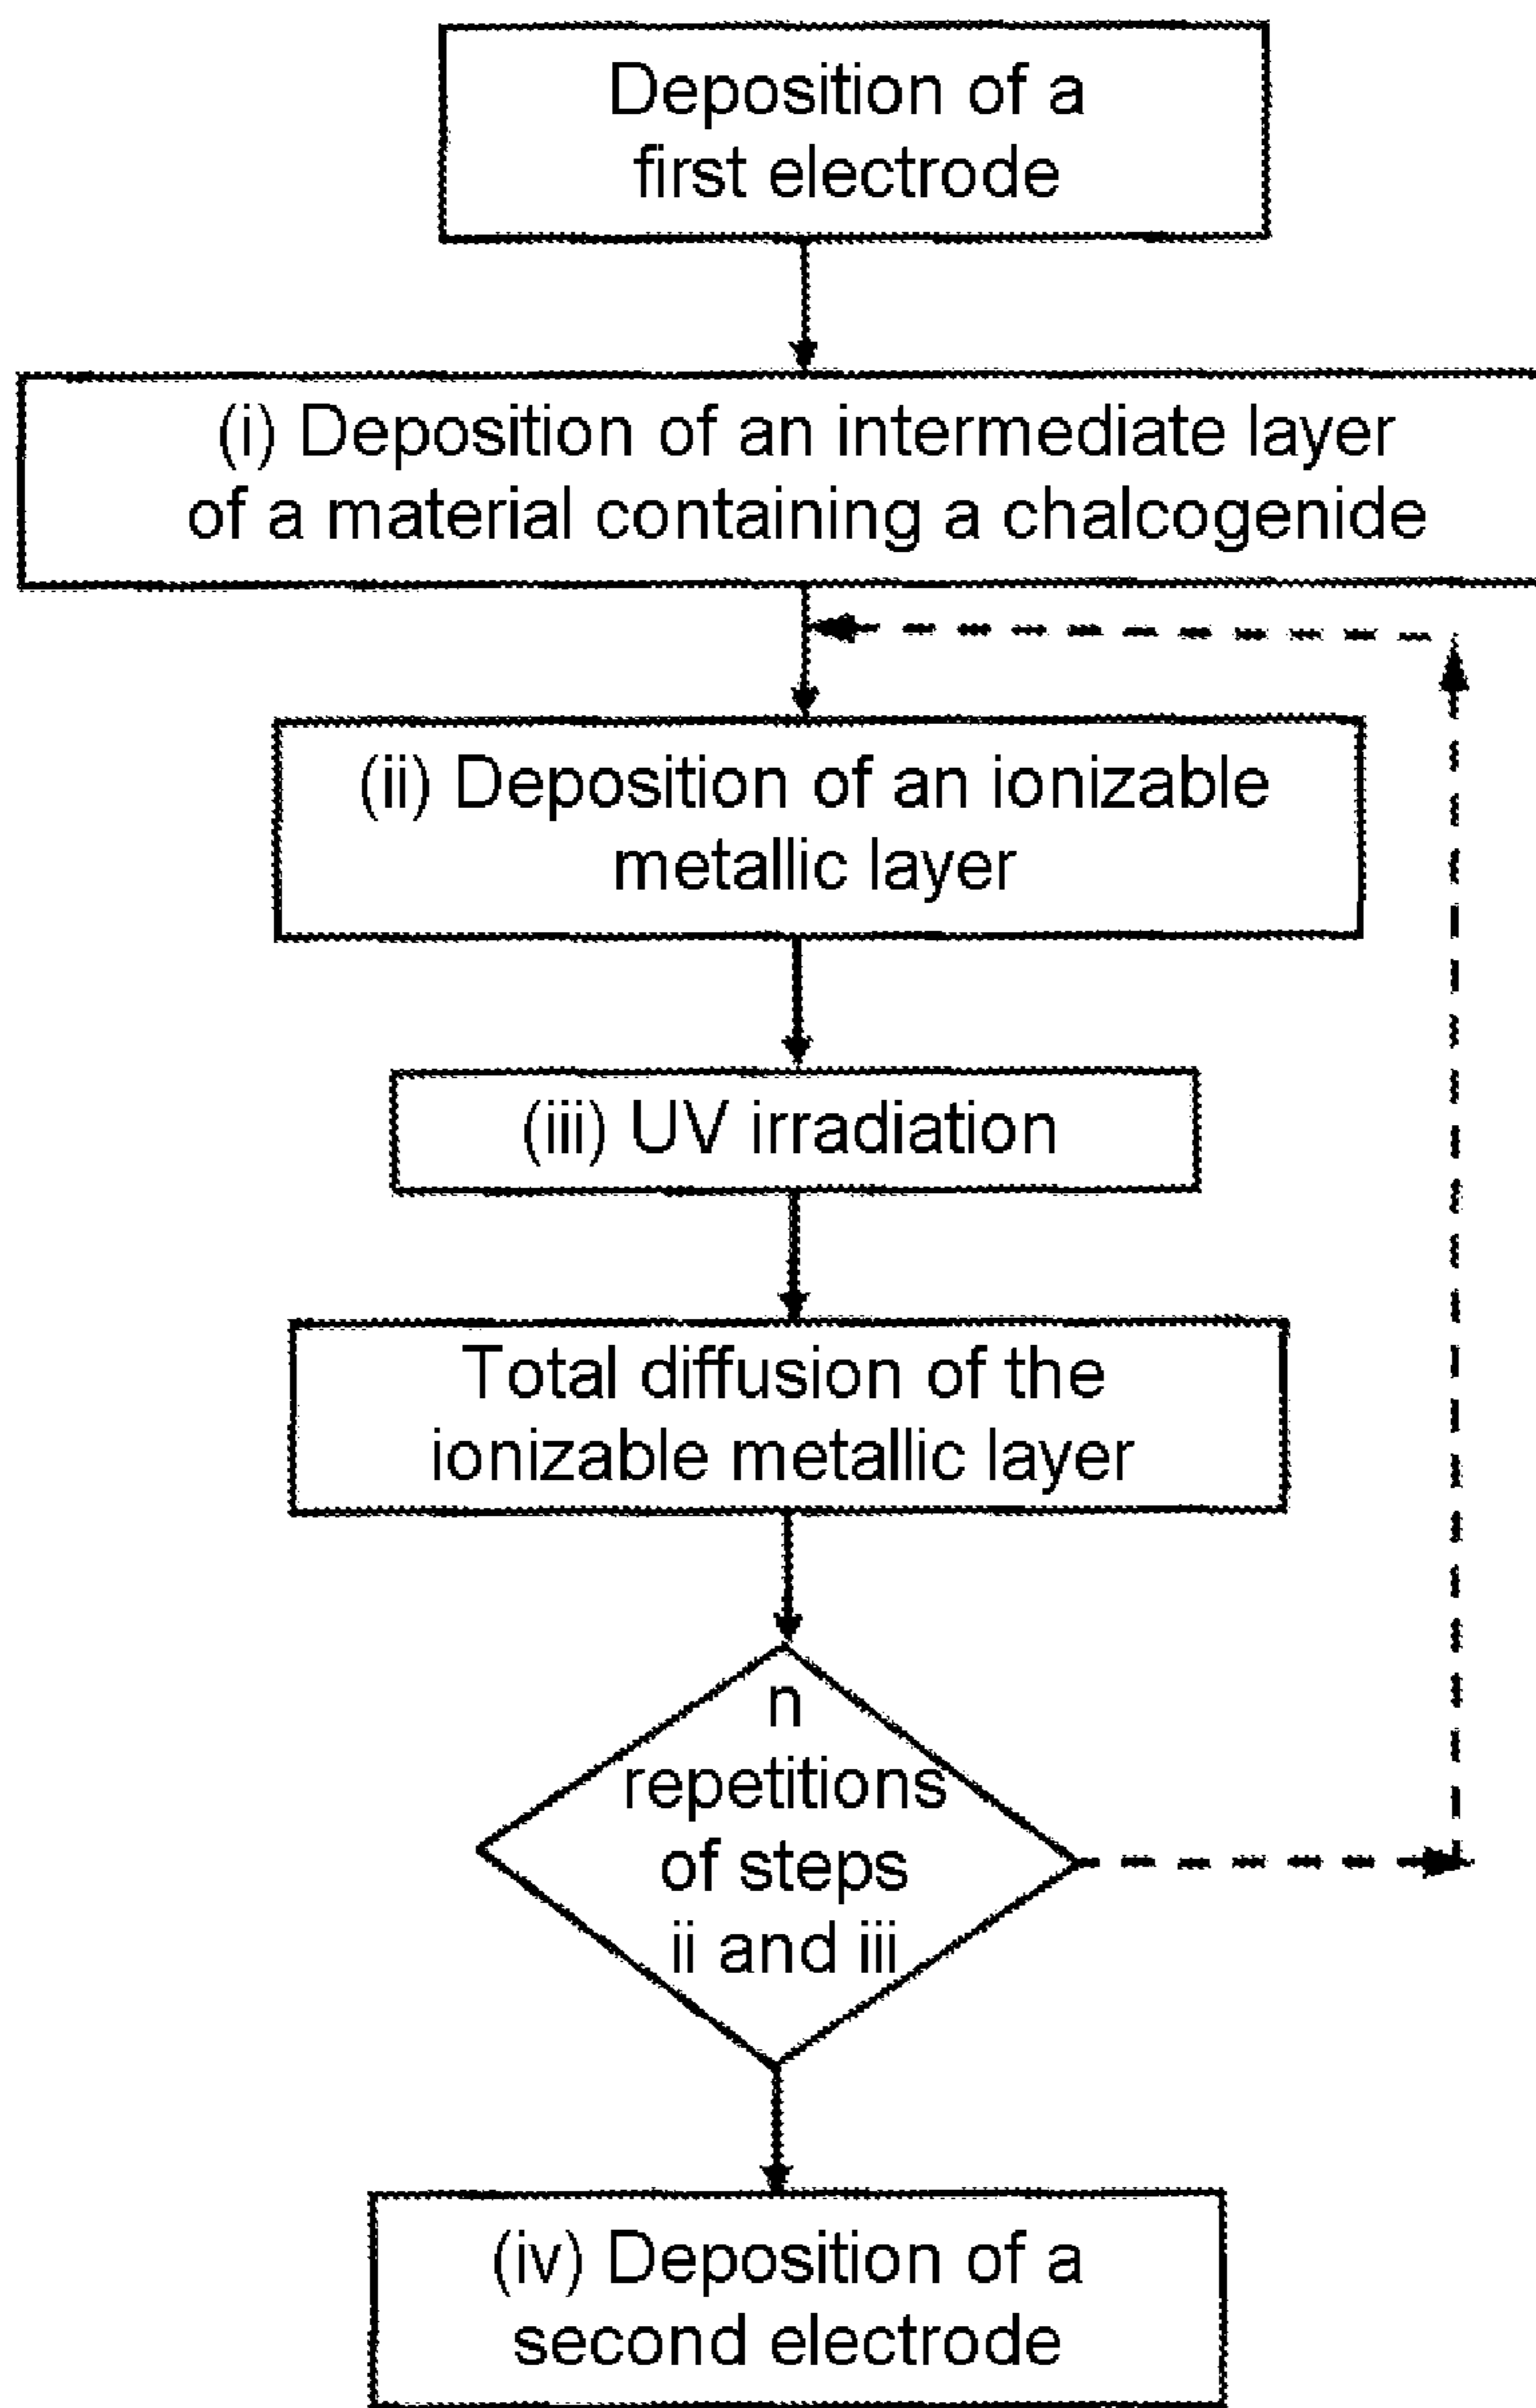 Deposition of a
first electrode
(i) Deposition of an intermediate layer
of a material containing a chalcogenide
(ii) Deposition of an ionizable
metallic layer
(iii) UV irradiation
Total diffusion of the
ionizable metallic layer
n
repetitions
of steps
ii and iii
(iv) Deposition of a
second electrode